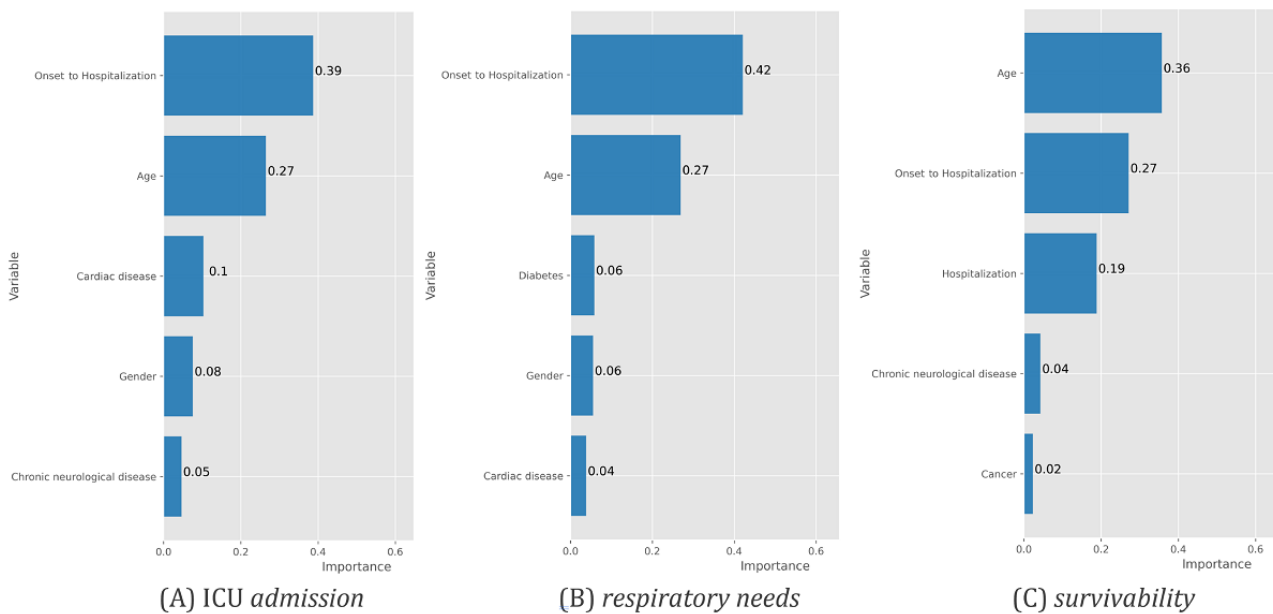 Variable
Onset to Hospitalization
0.39
Age
0.27
Cardiac disease
0.1
Gender
0.08
Chronic neurological disease
0.05
0.0 0.2 0.4 0.6
Importance
(A) ICU admission
Variable
Onset to Hospitalization
0.42
Age
0.27
Diabetes
0.06
Gender
0.06
Cardiac disease
0.04
0.0 0.2 0.4 0.6
Importance
(B) respiratory needs
Variable
Age
0.36
Onset to Hospitalization
0.27
Hospitalization
0.19
Chronic neurological disease
0.04
Cancer
0.02
0.0 0.2 0.4 0.6
Importance
(C) survivability